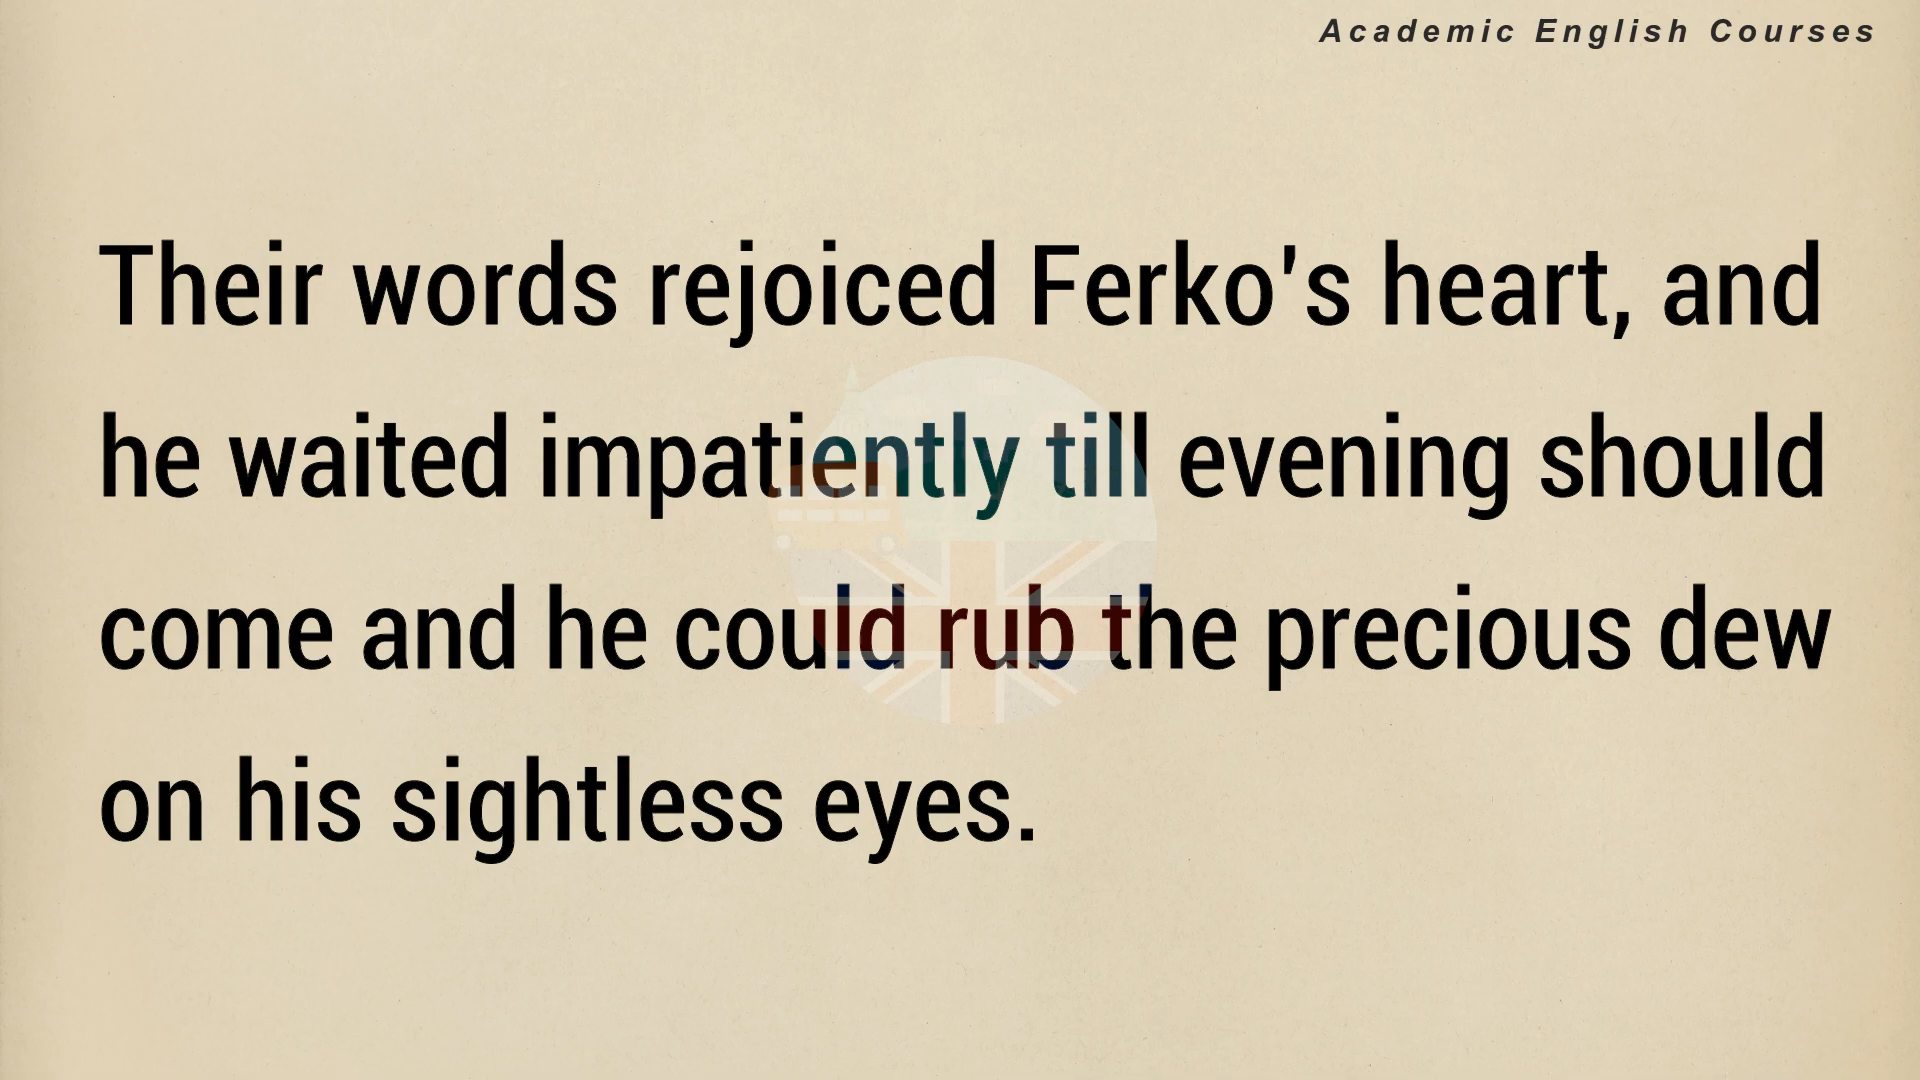 Academic English Courses
Their words rejoiced Ferko's heart, and
he waited impatiently till evening should
come and he could rub the precious dew
on his sightless eyes.